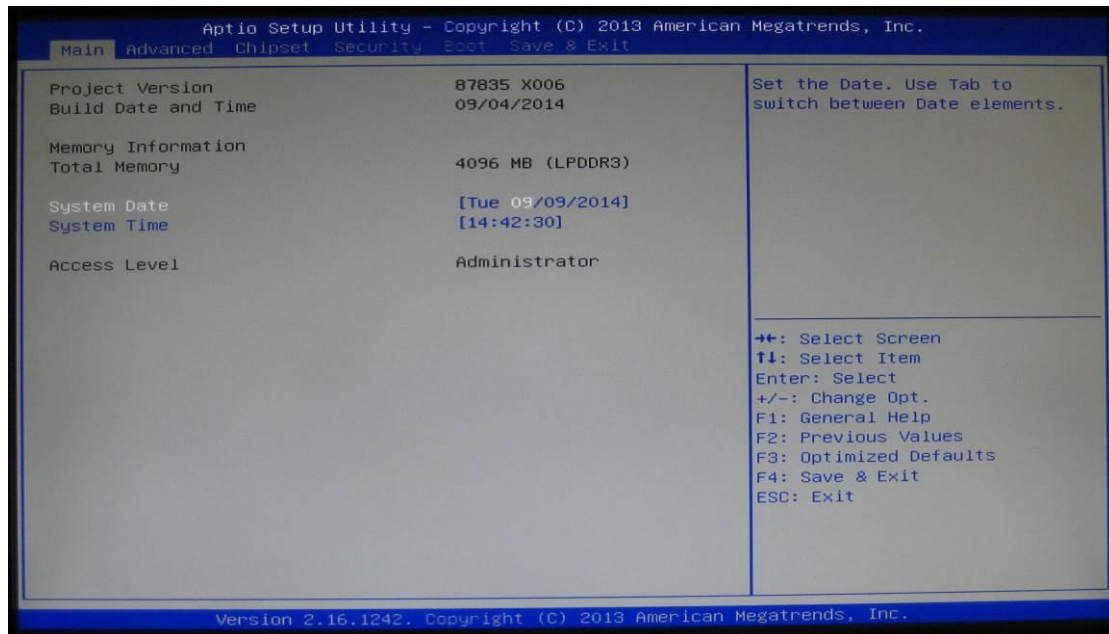 Aptio Setup Utility - Copyright (C) 2013 American Megatrends, Inc.
Main Advanced Chipset Security Boot Save & Exit
Project Version 87835 X006
Build Date and Time 09/04/2014
Memory Information
Total Memory 4096 MB (LPDDR3)
System Date [Tue 09/09/2014]
System Time [14:42:30]
Access Level Administrator
Set the Date. Use Tab to
switch between Date elements.
→←: Select Screen
↑↓: Select Item
Enter: Select
+/-: Change Opt.
F1: General Help
F2: Previous Values
F3: Optimized Defaults
F4: Save & Exit
ESC: Exit
Version 2.16.1242. Copyright (C) 2013 American Megatrends, Inc.